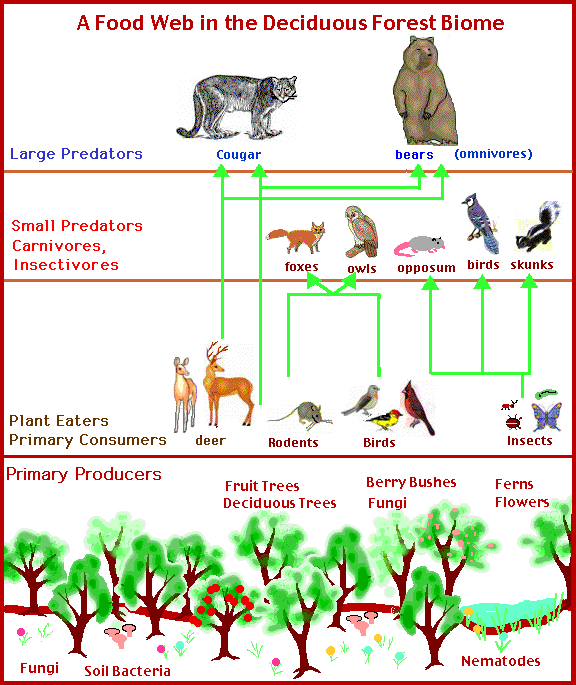 A Food Web in the Deciduous Forest Biome
Large Predators
Cougar
bears
(omnivores)
Small Predators
Carnivores,
Insectivores
foxes
owls
opposum
birds
skunks
Plant Eaters
Primary Consumers
deer
Rodents
Birds
Insects
Primary Producers
Fruit Trees
Deciduous Trees
Berry Bushes
Fungi
Ferns
Flowers
Fungi
Soil Bacteria
Nematodes